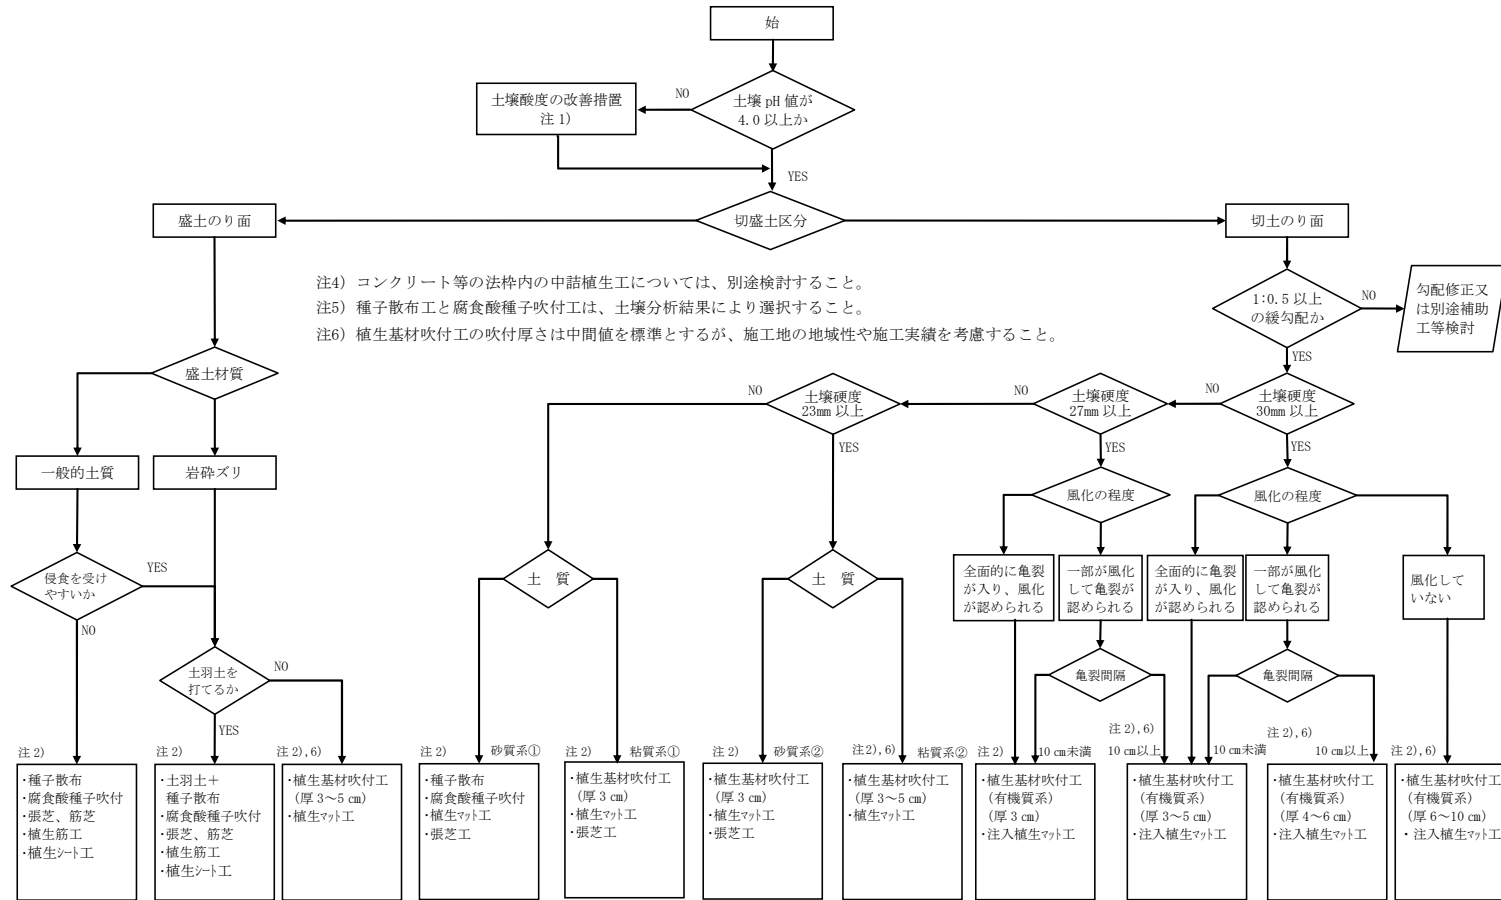 始
土壌 pH 値が
4.0 以上か
NO
土壌酸度の改善措置
注 1)
YES
切盛土区分
盛土のり面
切土のり面
注4) コンクリート等の法枠内の中詰植生工については、別途検討すること。
注5) 種子散布工と腐食酸種子吹付工は、土壌分析結果により選択すること。
注6) 植生基材吹付工の吹付厚さは中間値を標準とするが、施工地の地域性や施工実績を考慮すること。
1:0.5 以上
の緩勾配か
NO
勾配修正又
は別途補助
工等検討
YES
盛土材質
土壌硬度
23mm 以上
NO
YES
土壌硬度
27mm 以上
NO
YES
土壌硬度
30mm 以上
NO
YES
一般的土質
岩砕ズリ
風化の程度
風化の程度
侵食を受け
やすいか
YES
NO
土 質
土 質
全面的に亀裂
が入り、風化
が認められる
一部が風化
して亀裂が
認められる
全面的に亀裂
が入り、風化
が認められる
一部が風化
して亀裂が
認められる
風化して
いない
土羽土を
打てるか
NO
YES
亀裂間隔
亀裂間隔
注 2)
・種子散布
・腐食酸種子吹付
・張芝、筋芝
・植生筋工
・植生シート工
注 2)
・土羽土＋
種子散布
・腐食酸種子吹付
・張芝、筋芝
・植生筋工
・植生シート工
注 2),6)
・植生基材吹付工
(厚 3～5 ㎝)
・植生マット工
注 2)
砂質系①
・種子散布
・腐食酸種子吹付
・植生マット工
・張芝工
注 2)
粘質系①
・植生基材吹付工
(厚 3 ㎝)
・植生マット工
・張芝工
注 2)
砂質系②
・植生基材吹付工
(厚 3 ㎝)
・植生マット工
・張芝工
注2),6)
粘質系②
・植生基材吹付工
(厚 3～5 ㎝)
・植生マット工
注 2)
10 ㎝未満
・植生基材吹付工
(有機質系)
(厚 3 ㎝)
・注入植生マット工
注 2),6)
10 ㎝以上
10 ㎝未満
・植生基材吹付工
(有機質系)
(厚 3～5 ㎝)
・注入植生マット工
注 2),6)
10 ㎝以上
・植生基材吹付工
(有機質系)
(厚 4～6 ㎝)
・注入植生マット工
注 2),6)
・植生基材吹付工
(有機質系)
(厚 6～10 ㎝)
・注入植生マット工